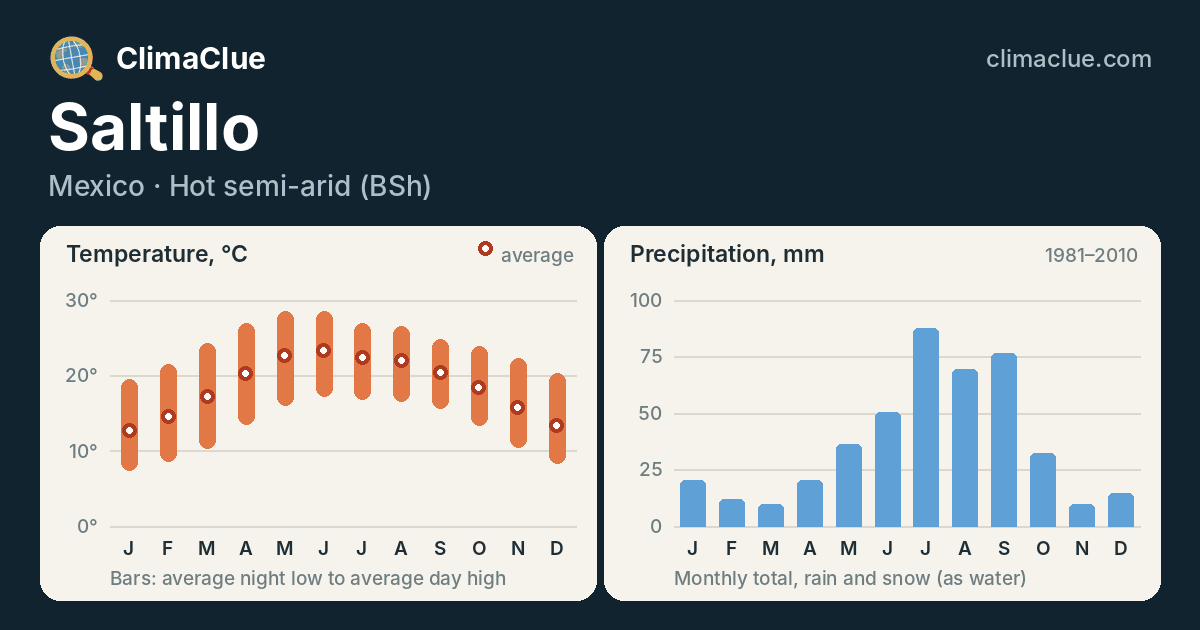 ClimaClue
climaclue.com
Saltillo
Mexico · Hot semi-arid (BSh)
Temperature, °C
average
30°
20°
10°
0°
J F M A M J J A S O N D
Bars: average night low to average day high
Precipitation, mm
1981–2010
100
75
50
25
0
J F M A M J J A S O N D
Monthly total, rain and snow (as water)